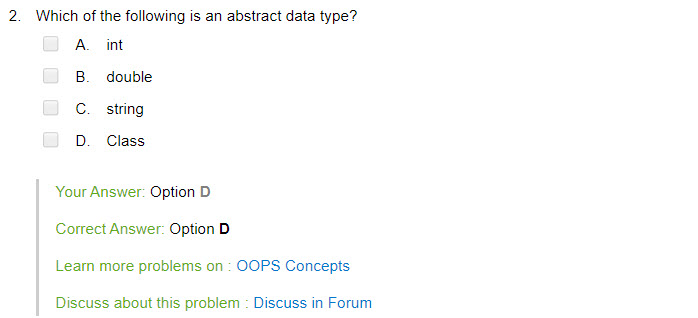 2. Which of the following is an abstract data type?
A. int
B. double
C. string
D. Class
Your Answer: Option D
Correct Answer: Option D
Learn more problems on : OOPS Concepts
Discuss about this problem : Discuss in Forum